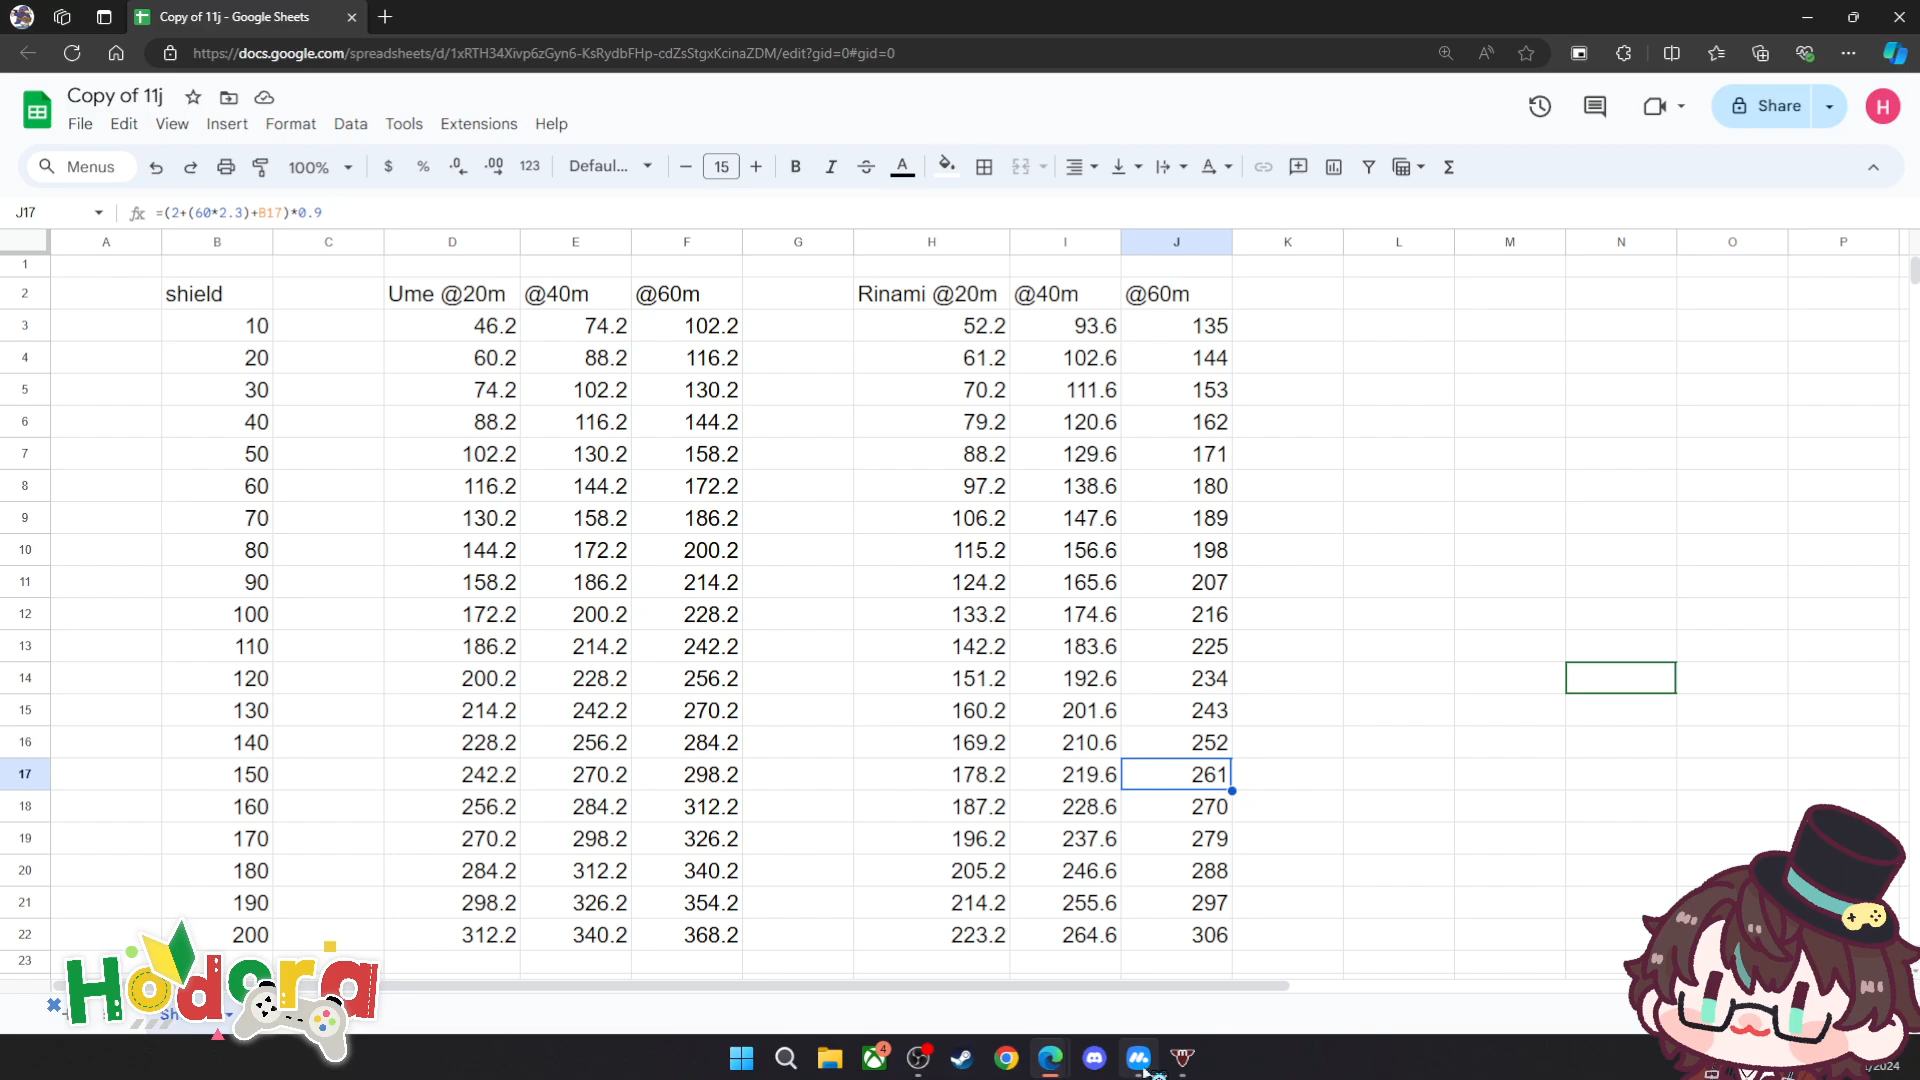 Copy of 11j - Google Sheets
https://docs.google.com/spreadsheets/d/1xRTH34Xivp6zGyn6-KsRydbFHp-cdZsStgxKcinaZDM/edit?gid=0#gid=0
Copy of 11j
Share
H
File Edit View Insert Format Data Tools Extensions Help
Menus 100% $ % .0 .00 123 Defaul... 15 B I A Σ
J17 fx =(2+(60*2.3)+B17)*0.9
A B C D E F G H I J K L M N O P
1
2 shield Ume @20m @40m @60m Rinami @20m @40m @60m
3 10 46.2 74.2 102.2 52.2 93.6 135
4 20 60.2 88.2 116.2 61.2 102.6 144
5 30 74.2 102.2 130.2 70.2 111.6 153
6 40 88.2 116.2 144.2 79.2 120.6 162
7 50 102.2 130.2 158.2 88.2 129.6 171
8 60 116.2 144.2 172.2 97.2 138.6 180
9 70 130.2 158.2 186.2 106.2 147.6 189
10 80 144.2 172.2 200.2 115.2 156.6 198
11 90 158.2 186.2 214.2 124.2 165.6 207
12 100 172.2 200.2 228.2 133.2 174.6 216
13 110 186.2 214.2 242.2 142.2 183.6 225
14 120 200.2 228.2 256.2 151.2 192.6 234
15 130 214.2 242.2 270.2 160.2 201.6 243
16 140 228.2 256.2 284.2 169.2 210.6 252
17 150 242.2 270.2 298.2 178.2 219.6 261
18 160 256.2 284.2 312.2 187.2 228.6 270
19 170 270.2 298.2 326.2 196.2 237.6 279
20 180 284.2 312.2 340.2 205.2 246.6 288
21 190 298.2 326.2 354.2 214.2 255.6 297
22 200 312.2 340.2 368.2 223.2 264.6 306
23
Hodora
Sh
4
/2024